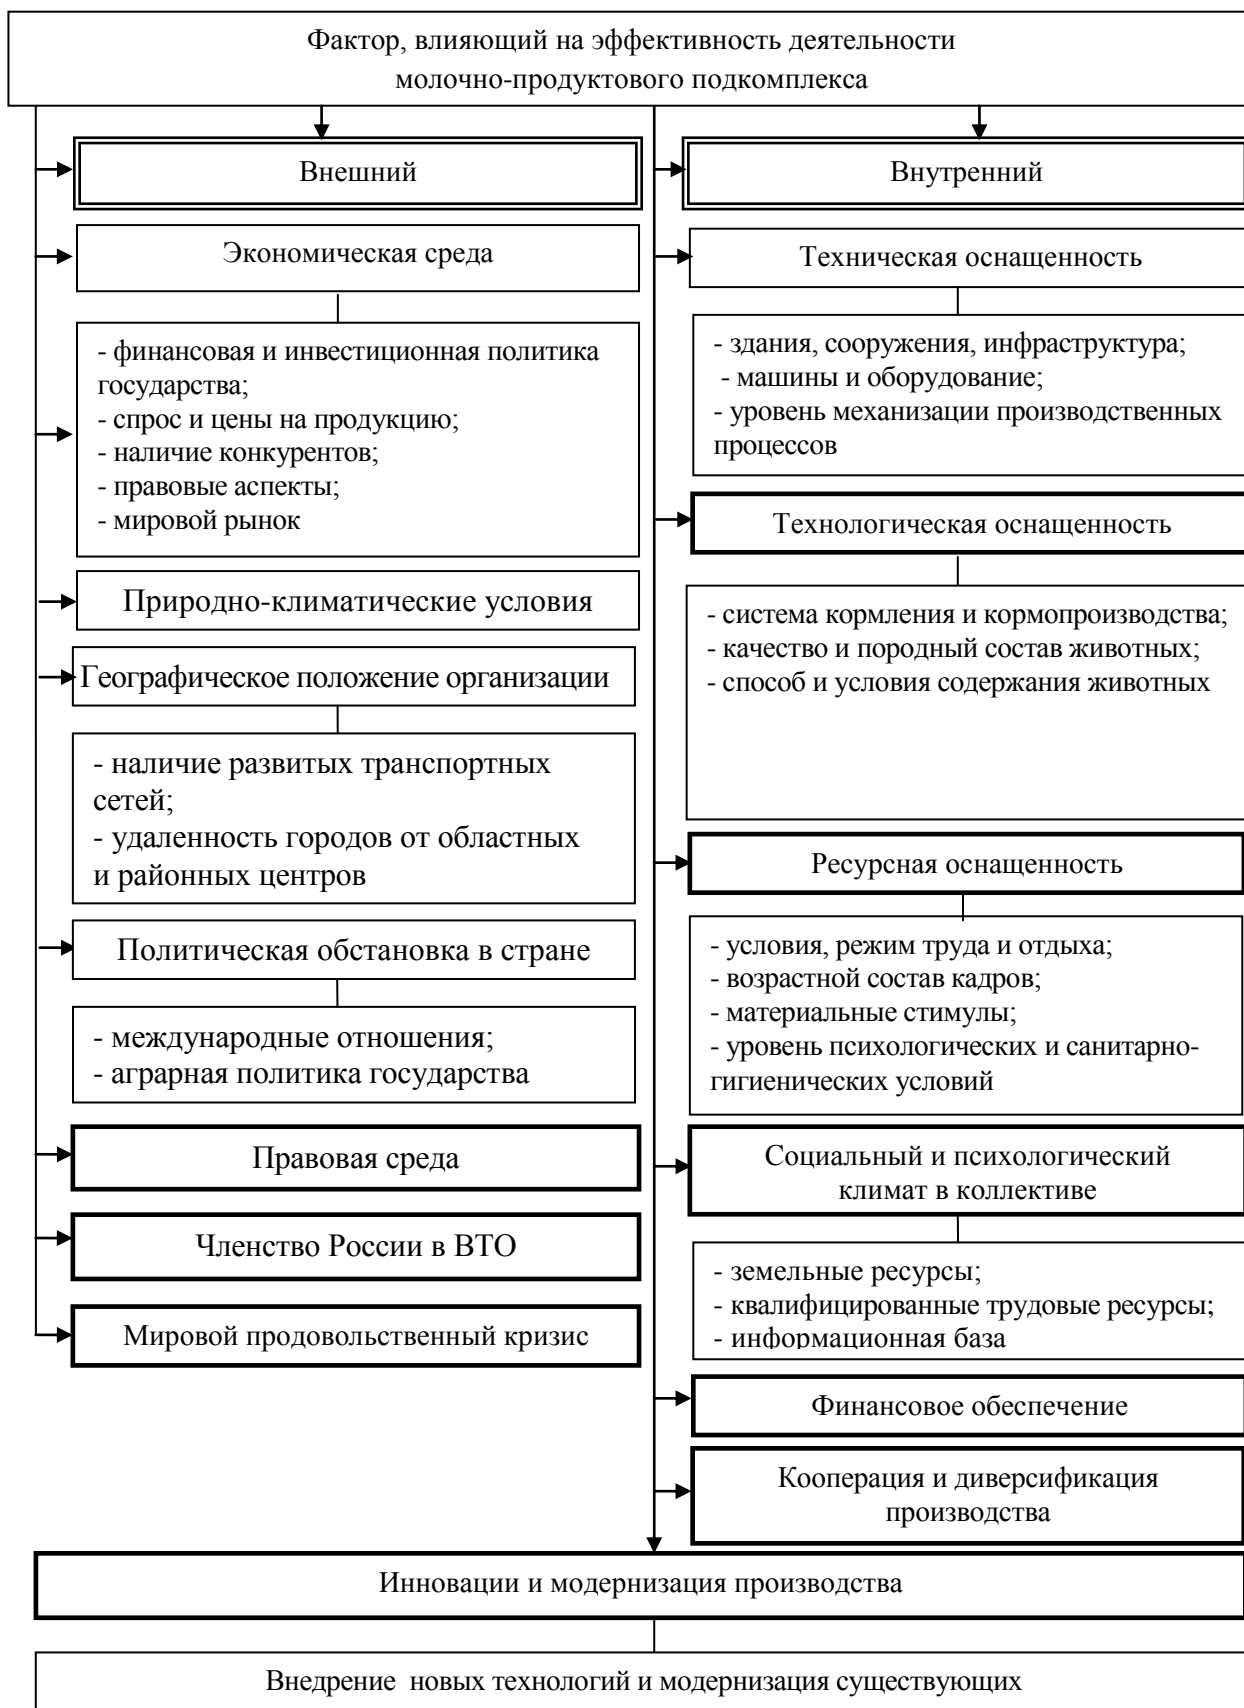 Фактор, влияющий на эффективность деятельности
молочно-продуктового подкомплекса
Внешний
Экономическая среда
- финансовая и инвестиционная политика
государства;
- спрос и цены на продукцию;
- наличие конкурентов;
- правовые аспекты;
- мировой рынок
Природно-климатические условия
Географическое положение организации
- наличие развитых транспортных
сетей;
- удаленность городов от областных
и районных центров
Политическая обстановка в стране
- международные отношения;
- аграрная политика государства
Правовая среда
Членство России в ВТО
Мировой продовольственный кризис
Внутренний
Техническая оснащенность
- здания, сооружения, инфраструктура;
- машины и оборудование;
- уровень механизации производственных
процессов
Технологическая оснащенность
- система кормления и кормопроизводства;
- качество и породный состав животных;
- способ и условия содержания животных
Ресурсная оснащенность
- условия, режим труда и отдыха;
- возрастной состав кадров;
- материальные стимулы;
- уровень психологических и санитарно-
гигиенических условий
Социальный и психологический
климат в коллективе
- земельные ресурсы;
- квалифицированные трудовые ресурсы;
- информационная база
Финансовое обеспечение
Кооперация и диверсификация
производства
Инновации и модернизация производства
Внедрение новых технологий и модернизация существующих